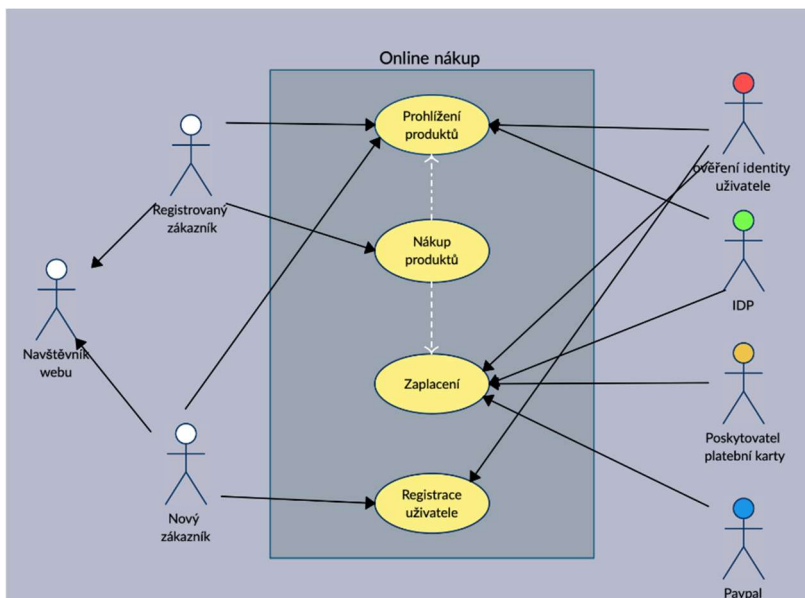 Online nákup
Prohlížení
produktů
ověření identity
uživatele
Registrovaný
zákazník
Nákup
produktů
IDP
Navštěvník
webu
Zaplacení
Poskytovatel
platební karty
Registrace
uživatele
Nový
zákazník
Paypal